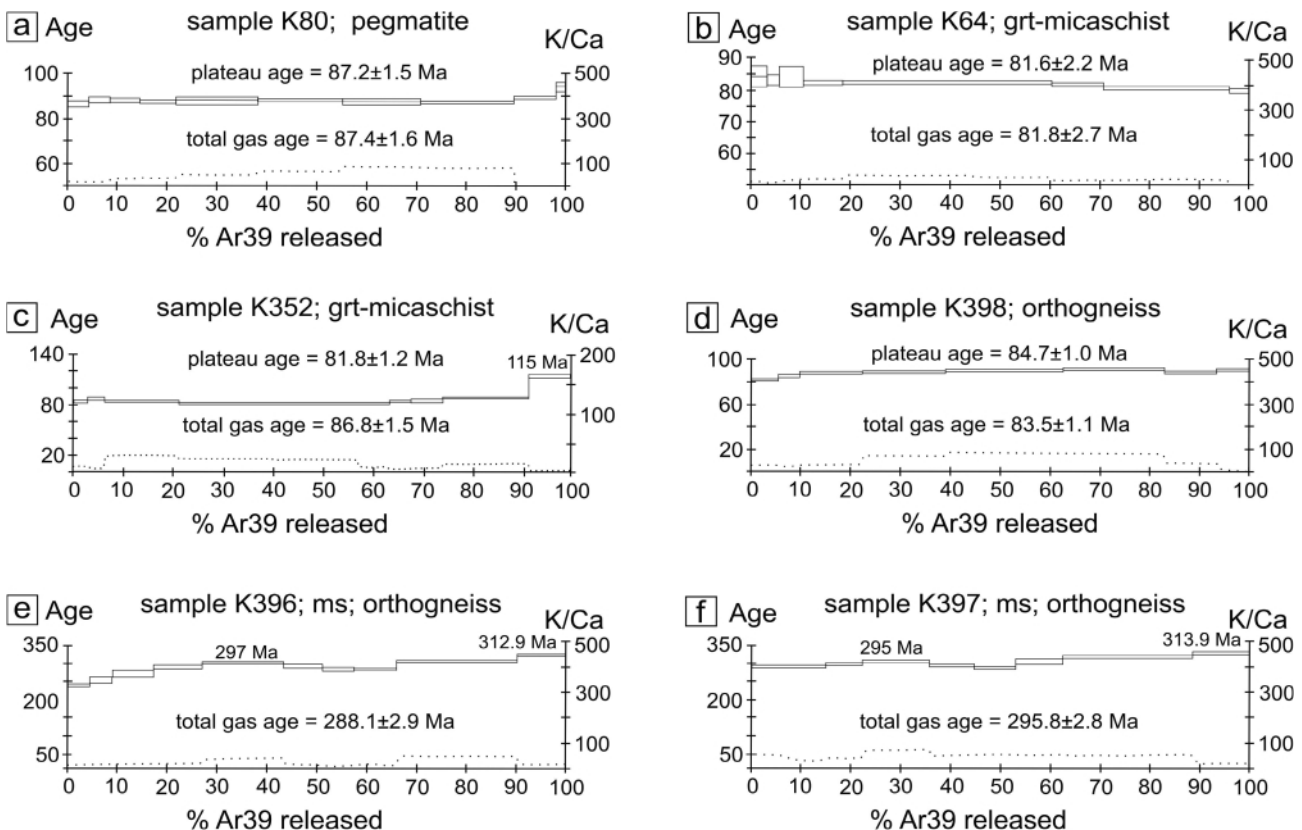 a Age sample K80; pegmatite K/Ca
100 500
plateau age = 87.2±1.5 Ma
80 300
total gas age = 87.4±1.6 Ma
60 100
0 10 20 30 40 50 60 70 80 90 100
% Ar39 released
b Age sample K64; grt-micaschist K/Ca
90 500
plateau age = 81.6±2.2 Ma
80 300
total gas age = 81.8±2.7 Ma
70
60 100
0 10 20 30 40 50 60 70 80 90 100
% Ar39 released
c Age sample K352; grt-micaschist K/Ca
140 200
plateau age = 81.8±1.2 Ma 115 Ma
80 100
total gas age = 86.8±1.5 Ma
20
0 10 20 30 40 50 60 70 80 90 100
% Ar39 released
d Age sample K398; orthogneiss K/Ca
100 500
plateau age = 84.7±1.0 Ma
80 300
60
total gas age = 83.5±1.1 Ma
40
20 100
0 10 20 30 40 50 60 70 80 90 100
% Ar39 released
e Age sample K396; ms; orthogneiss K/Ca
350 500
297 Ma 312.9 Ma
200 300
total gas age = 288.1±2.9 Ma
50 100
0 10 20 30 40 50 60 70 80 90 100
% Ar39 released
f Age sample K397; ms; orthogneiss K/Ca
350 500
295 Ma 313.9 Ma
200 300
total gas age = 295.8±2.8 Ma
50 100
0 10 20 30 40 50 60 70 80 90 100
% Ar39 released